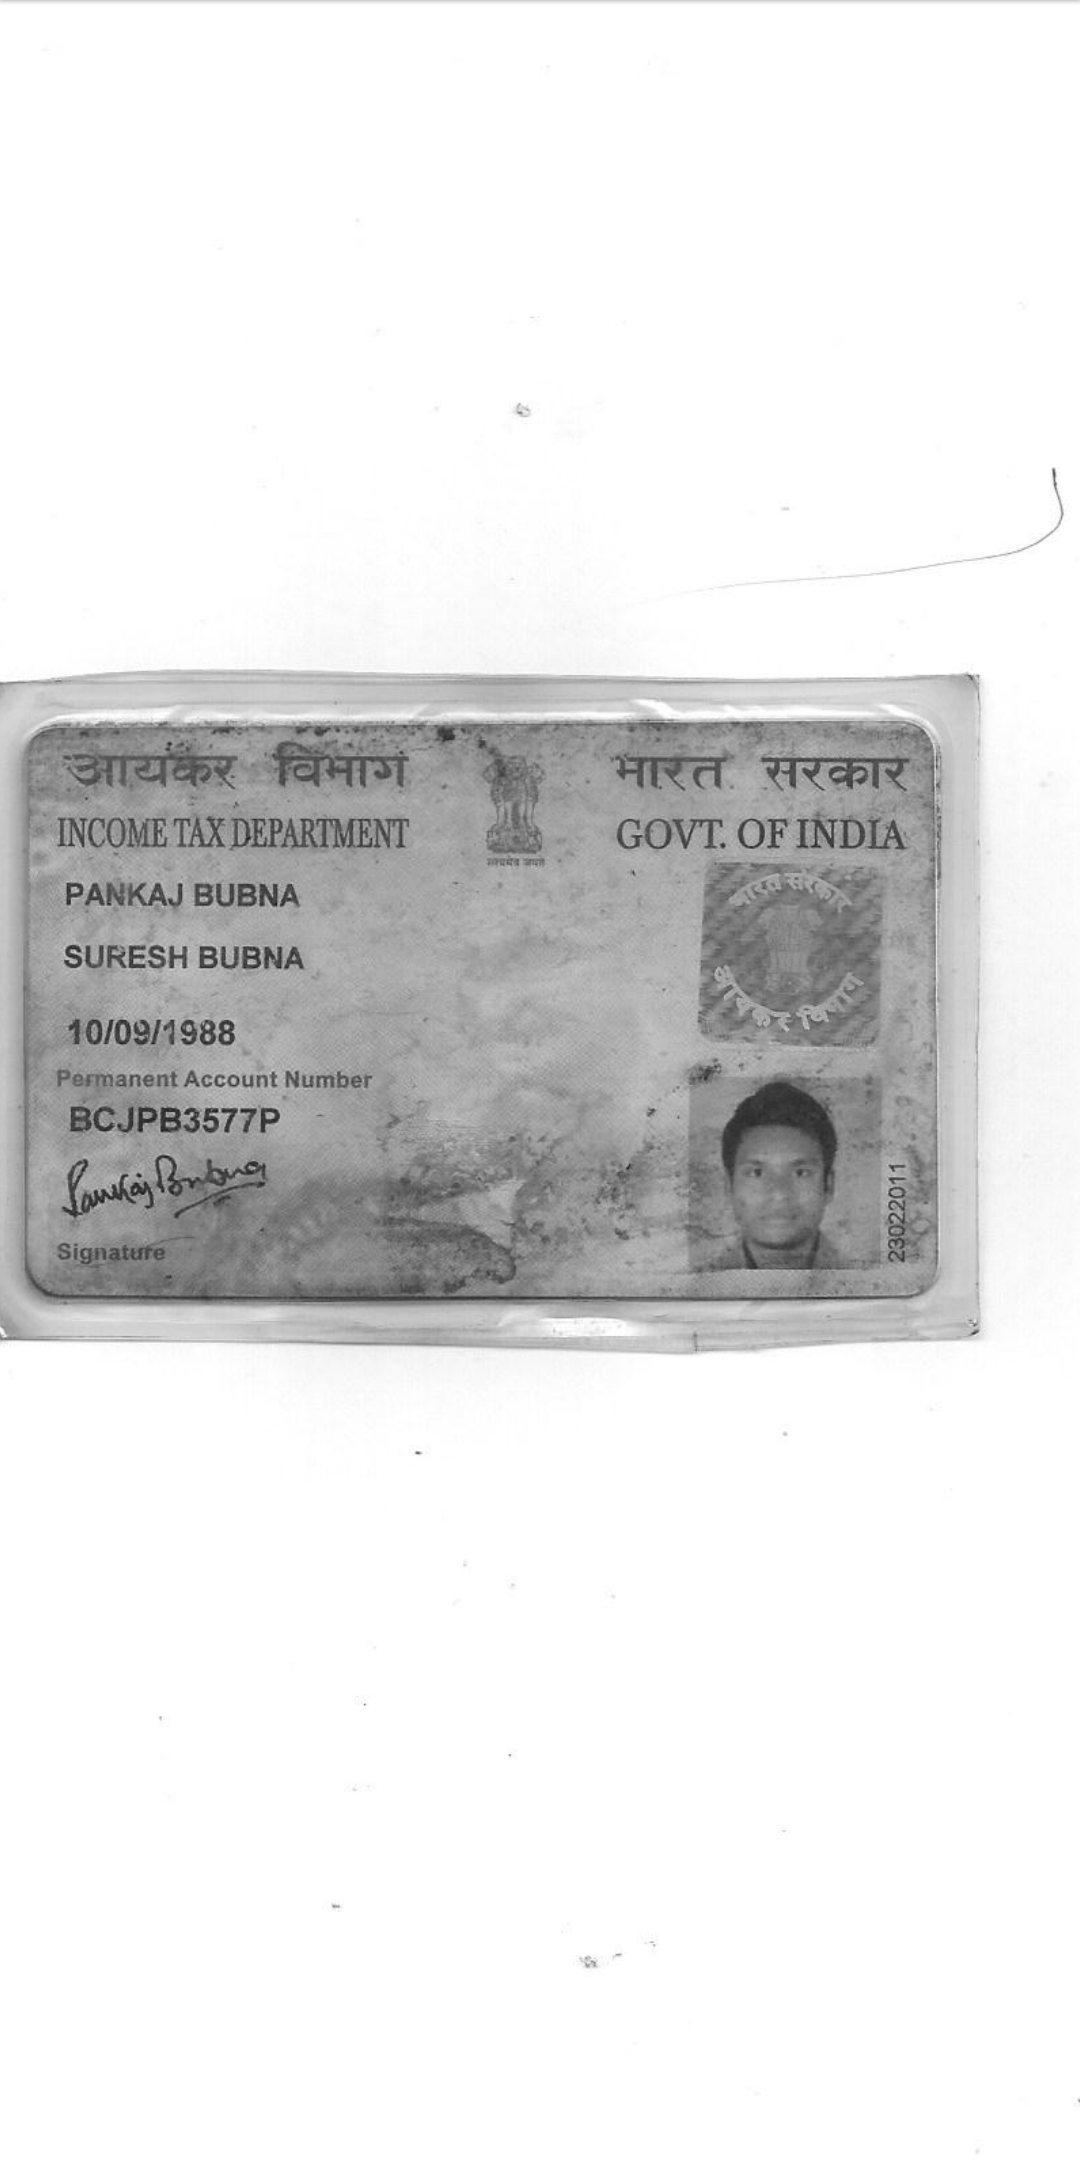 आयकर विभाग
भारत सरकार
INCOME TAX DEPARTMENT
GOVT. OF INDIA
सत्यमेव जयते
PANKAJ BUBNA
SURESH BUBNA
10/09/1988
Permanent Account Number
BCJPB3577P
Pankaj Bubna
Signature
भारत सरकार
आयकर विभाग
23022011